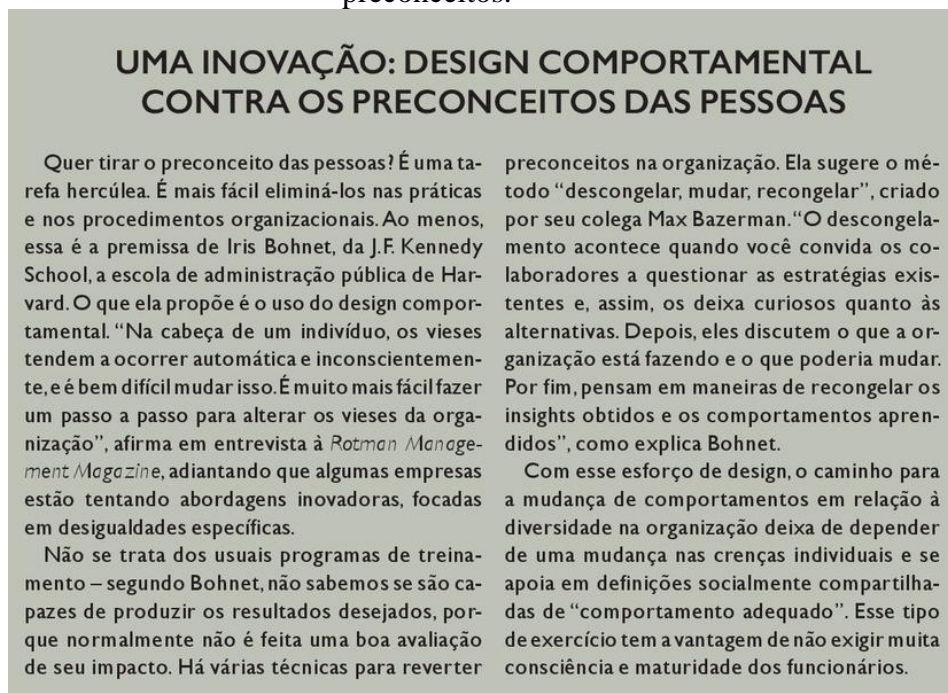 preconceitos.
UMA INOVAÇÃO: DESIGN COMPORTAMENTAL
CONTRA OS PRECONCEITOS DAS PESSOAS
Quer tirar o preconceito das pessoas? É uma ta-
refa hercúlea. É mais fácil eliminá-los nas práticas
e nos procedimentos organizacionais. Ao menos,
essa é a premissa de Iris Bohnet, da J.F. Kennedy
School, a escola de administração pública de Har-
vard. O que ela propõe é o uso do design compor-
tamental. “Na cabeça de um indivíduo, os vieses
tendem a ocorrer automática e inconscientemen-
te, e é bem difícil mudar isso. É muito mais fácil fazer
um passo a passo para alterar os vieses da orga-
nização”, afirma em entrevista à Rotman Manage-
ment Magazine, adiantando que algumas empresas
estão tentando abordagens inovadoras, focadas
em desigualdades específicas.
Não se trata dos usuais programas de treina-
mento – segundo Bohnet, não sabemos se são ca-
pazes de produzir os resultados desejados, por-
que normalmente não é feita uma boa avaliação
de seu impacto. Há várias técnicas para reverter
preconceitos na organização. Ela sugere o mé-
todo “descongelar, mudar, recongelar”, criado
por seu colega Max Bazerman. “O descongela-
mento acontece quando você convida os co-
laboradores a questionar as estratégias exis-
tentes e, assim, os deixa curiosos quanto às
alternativas. Depois, eles discutem o que a or-
ganização está fazendo e o que poderia mudar.
Por fim, pensam em maneiras de recongelar os
insights obtidos e os comportamentos apren-
didos”, como explica Bohnet.
Com esse esforço de design, o caminho para
a mudança de comportamentos em relação à
diversidade na organização deixa de depender
de uma mudança nas crenças individuais e se
apoia em definições socialmente compartilha-
das de “comportamento adequado”. Esse tipo
de exercício tem a vantagem de não exigir muita
consciência e maturidade dos funcionários.